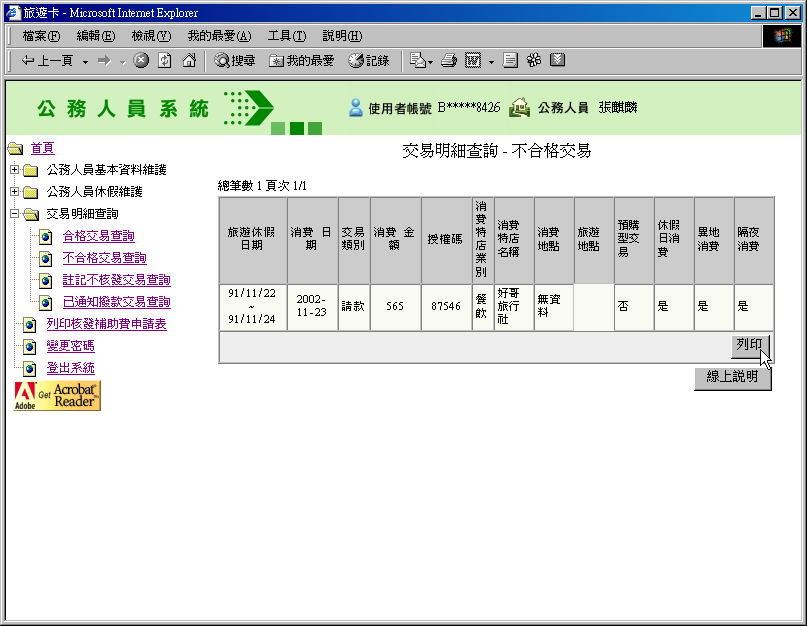 旅遊卡 - Microsoft Internet Explorer
檔案(F) 編輯(E) 檢視(V) 我的最愛(A) 工具(T) 說明(H)
上一頁 搜尋 我的最愛 記錄
公務人員系統 使用者帳號 B*****8426 公務人員 張麒麟
首頁
公務人員基本資料維護
公務人員休假維護
交易明細查詢
合格交易查詢
不合格交易查詢
註記不核發交易查詢
已通知撥款交易查詢
列印核發補助費申請表
變更密碼
登出系統
Adobe Get Acrobat Reader
交易明細查詢 - 不合格交易
總筆數 1 頁次 1/1
旅遊休假日期 消費 日期 交易類別 消費 金額 授權碼 消費特店業別 消費特店名稱 消費地點 旅遊地點 預購型交易 休假日消費 異地消費 隔夜消費
91/11/22 ~ 91/11/24 2002-11-23 請款 565 87546 餐飲 好哥旅行社 無資料 否 是 是 是
列印
線上說明